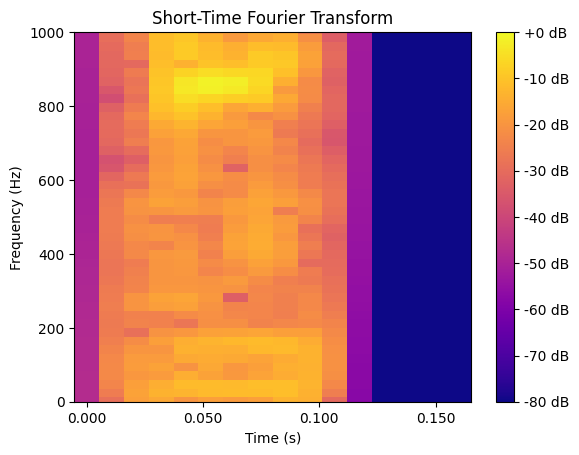 Short-Time Fourier Transform
Frequency (Hz)
1000
800
600
400
200
0
0.000
0.050
0.100
0.150
Time (s)
+0 dB
-10 dB
-20 dB
-30 dB
-40 dB
-50 dB
-60 dB
-70 dB
-80 dB